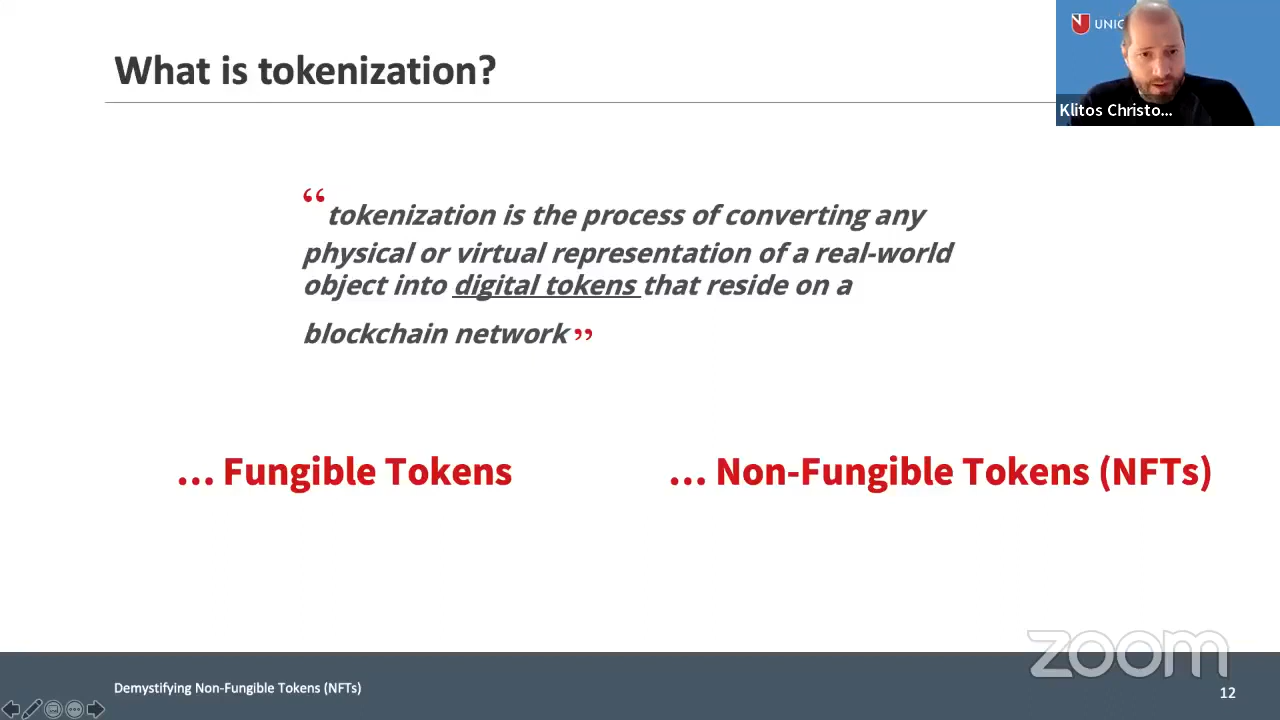 What is tokenization?
UNIC
Klitos Christo...
“tokenization is the process of converting any
physical or virtual representation of a real-world
object into digital tokens that reside on a
blockchain network”
... Fungible Tokens
... Non-Fungible Tokens (NFTs)
zoom
Demystifying Non-Fungible Tokens (NFTs)
12